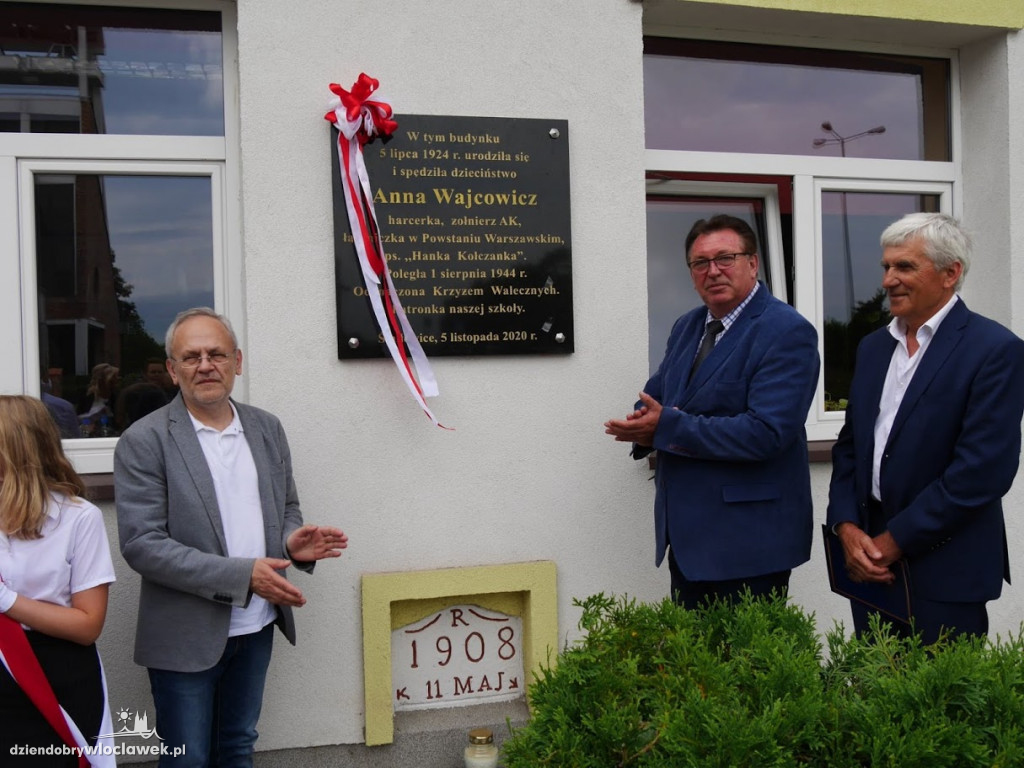 W tym budynku
5 lipca 1924 r. urodziła się
i spędziła dzieciństwo
Anna Wajcowicz
harcerka, żołnierz AK,
w Powstaniu Warszawskim,
ps. ,,Hanka Kolczanka".
Poległa 1 sierpnia 1944 r.
Krzyzem Walecznych.
naszej szkoły.
5 listopada 2020 r.
R
1908
11 MAJ
dziendobrywloclawek.pl